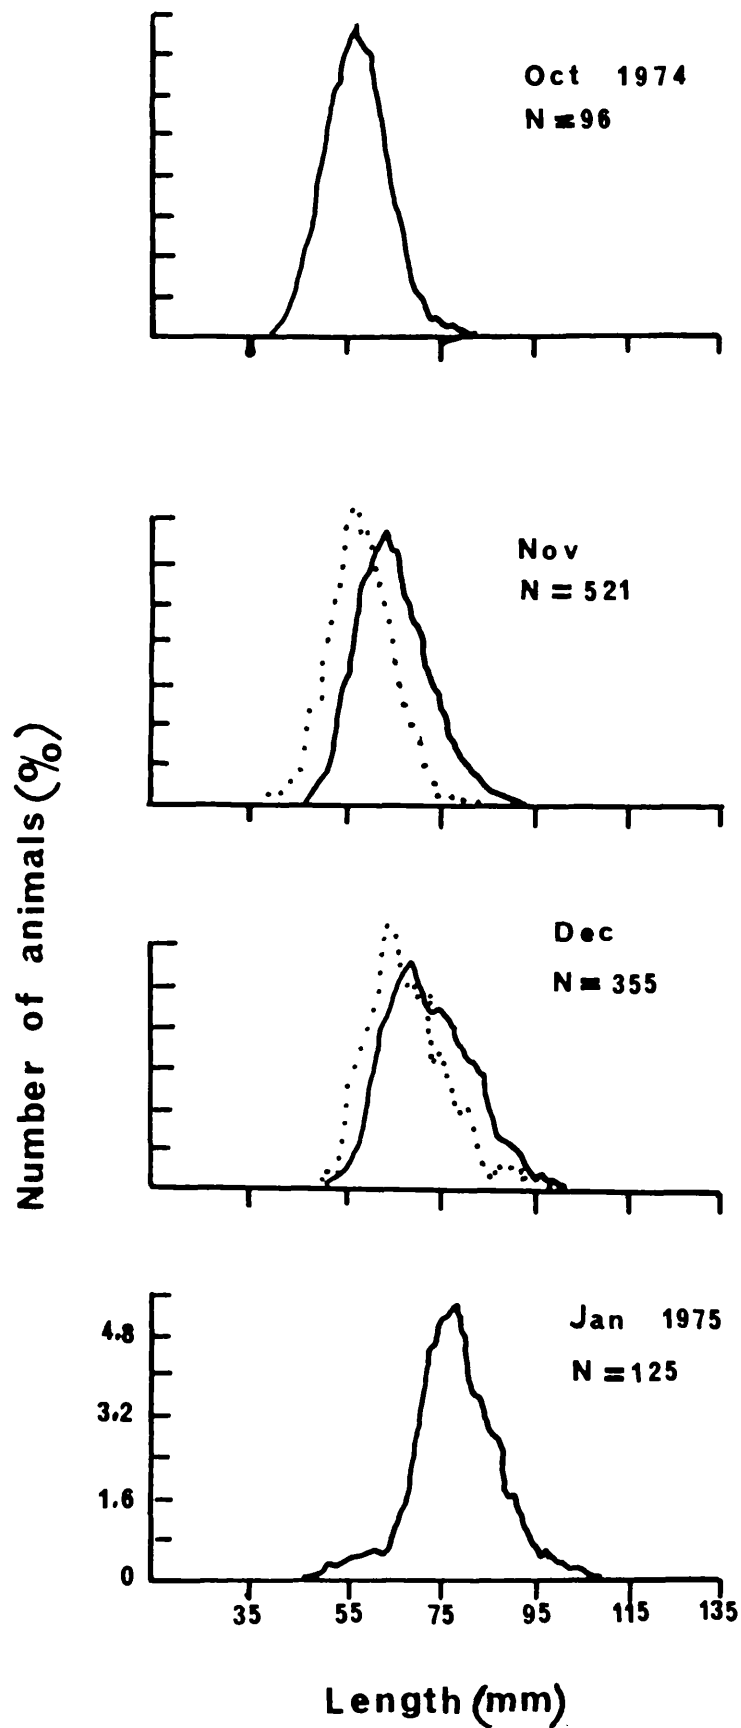 Oct 1974
N = 96
Nov
N = 521
Number of animals (%)
Dec
N = 355
Jan 1975
N = 125
4.8
3.2
1.6
0
35 55 75 95 115 135
Length (mm)